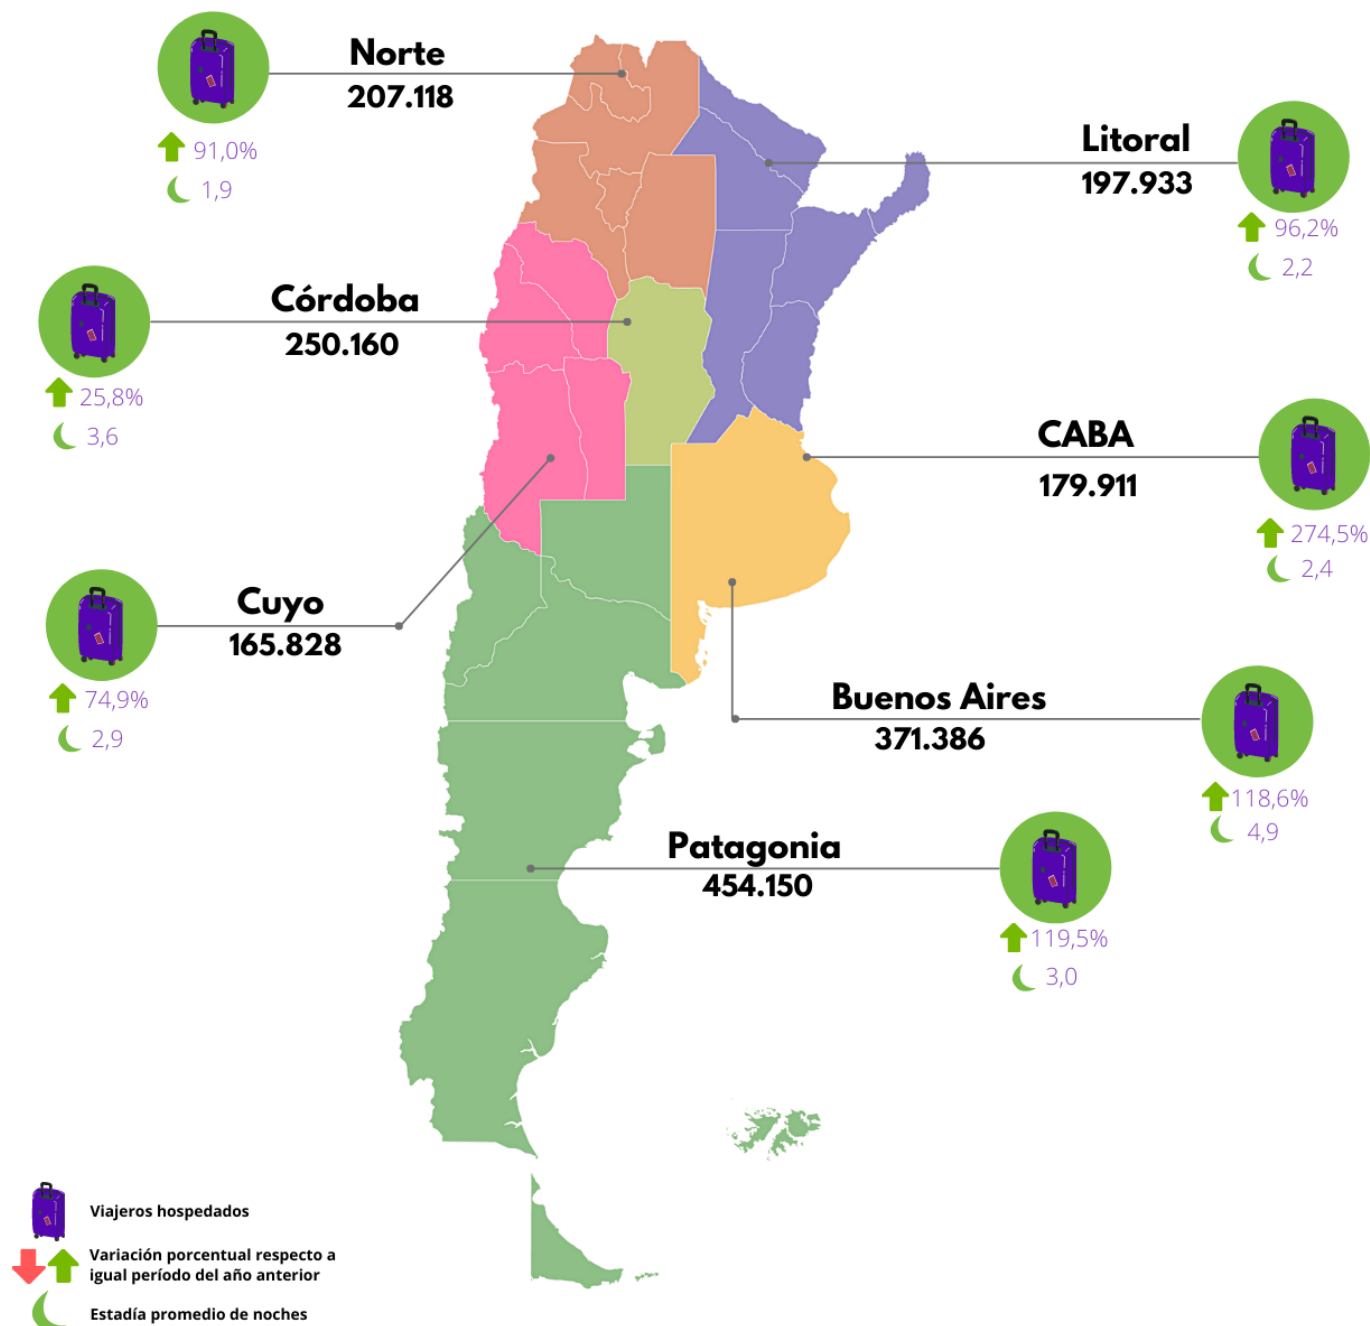 Norte
207.118
91,0%
1,9
Litoral
197.933
96,2%
2,2
Córdoba
250.160
25,8%
3,6
CABA
179.911
274,5%
2,4
Cuyo
165.828
74,9%
2,9
Buenos Aires
371.386
118,6%
4,9
Patagonia
454.150
119,5%
3,0
Viajeros hospedados
Variación porcentual respecto a
igual período del año anterior
Estadía promedio de noches